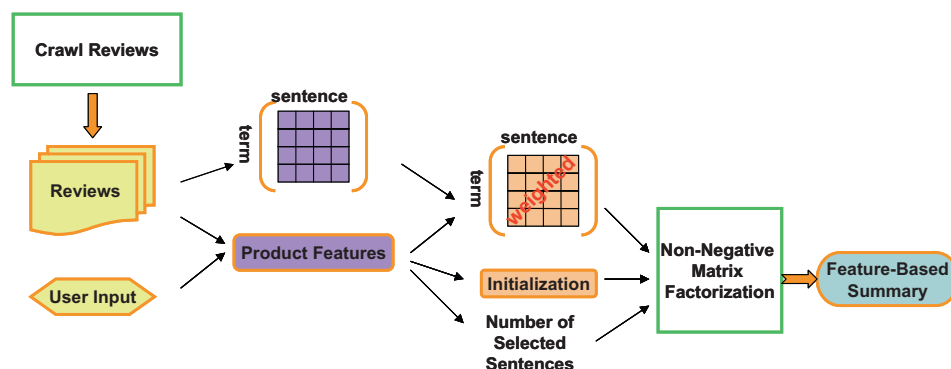 Crawl Reviews
sentence
term
Reviews
Product Features
User Input
sentence
term
weighted
Initialization
Number of
Selected
Sentences
Non-Negative
Matrix
Factorization
Feature-Based
Summary